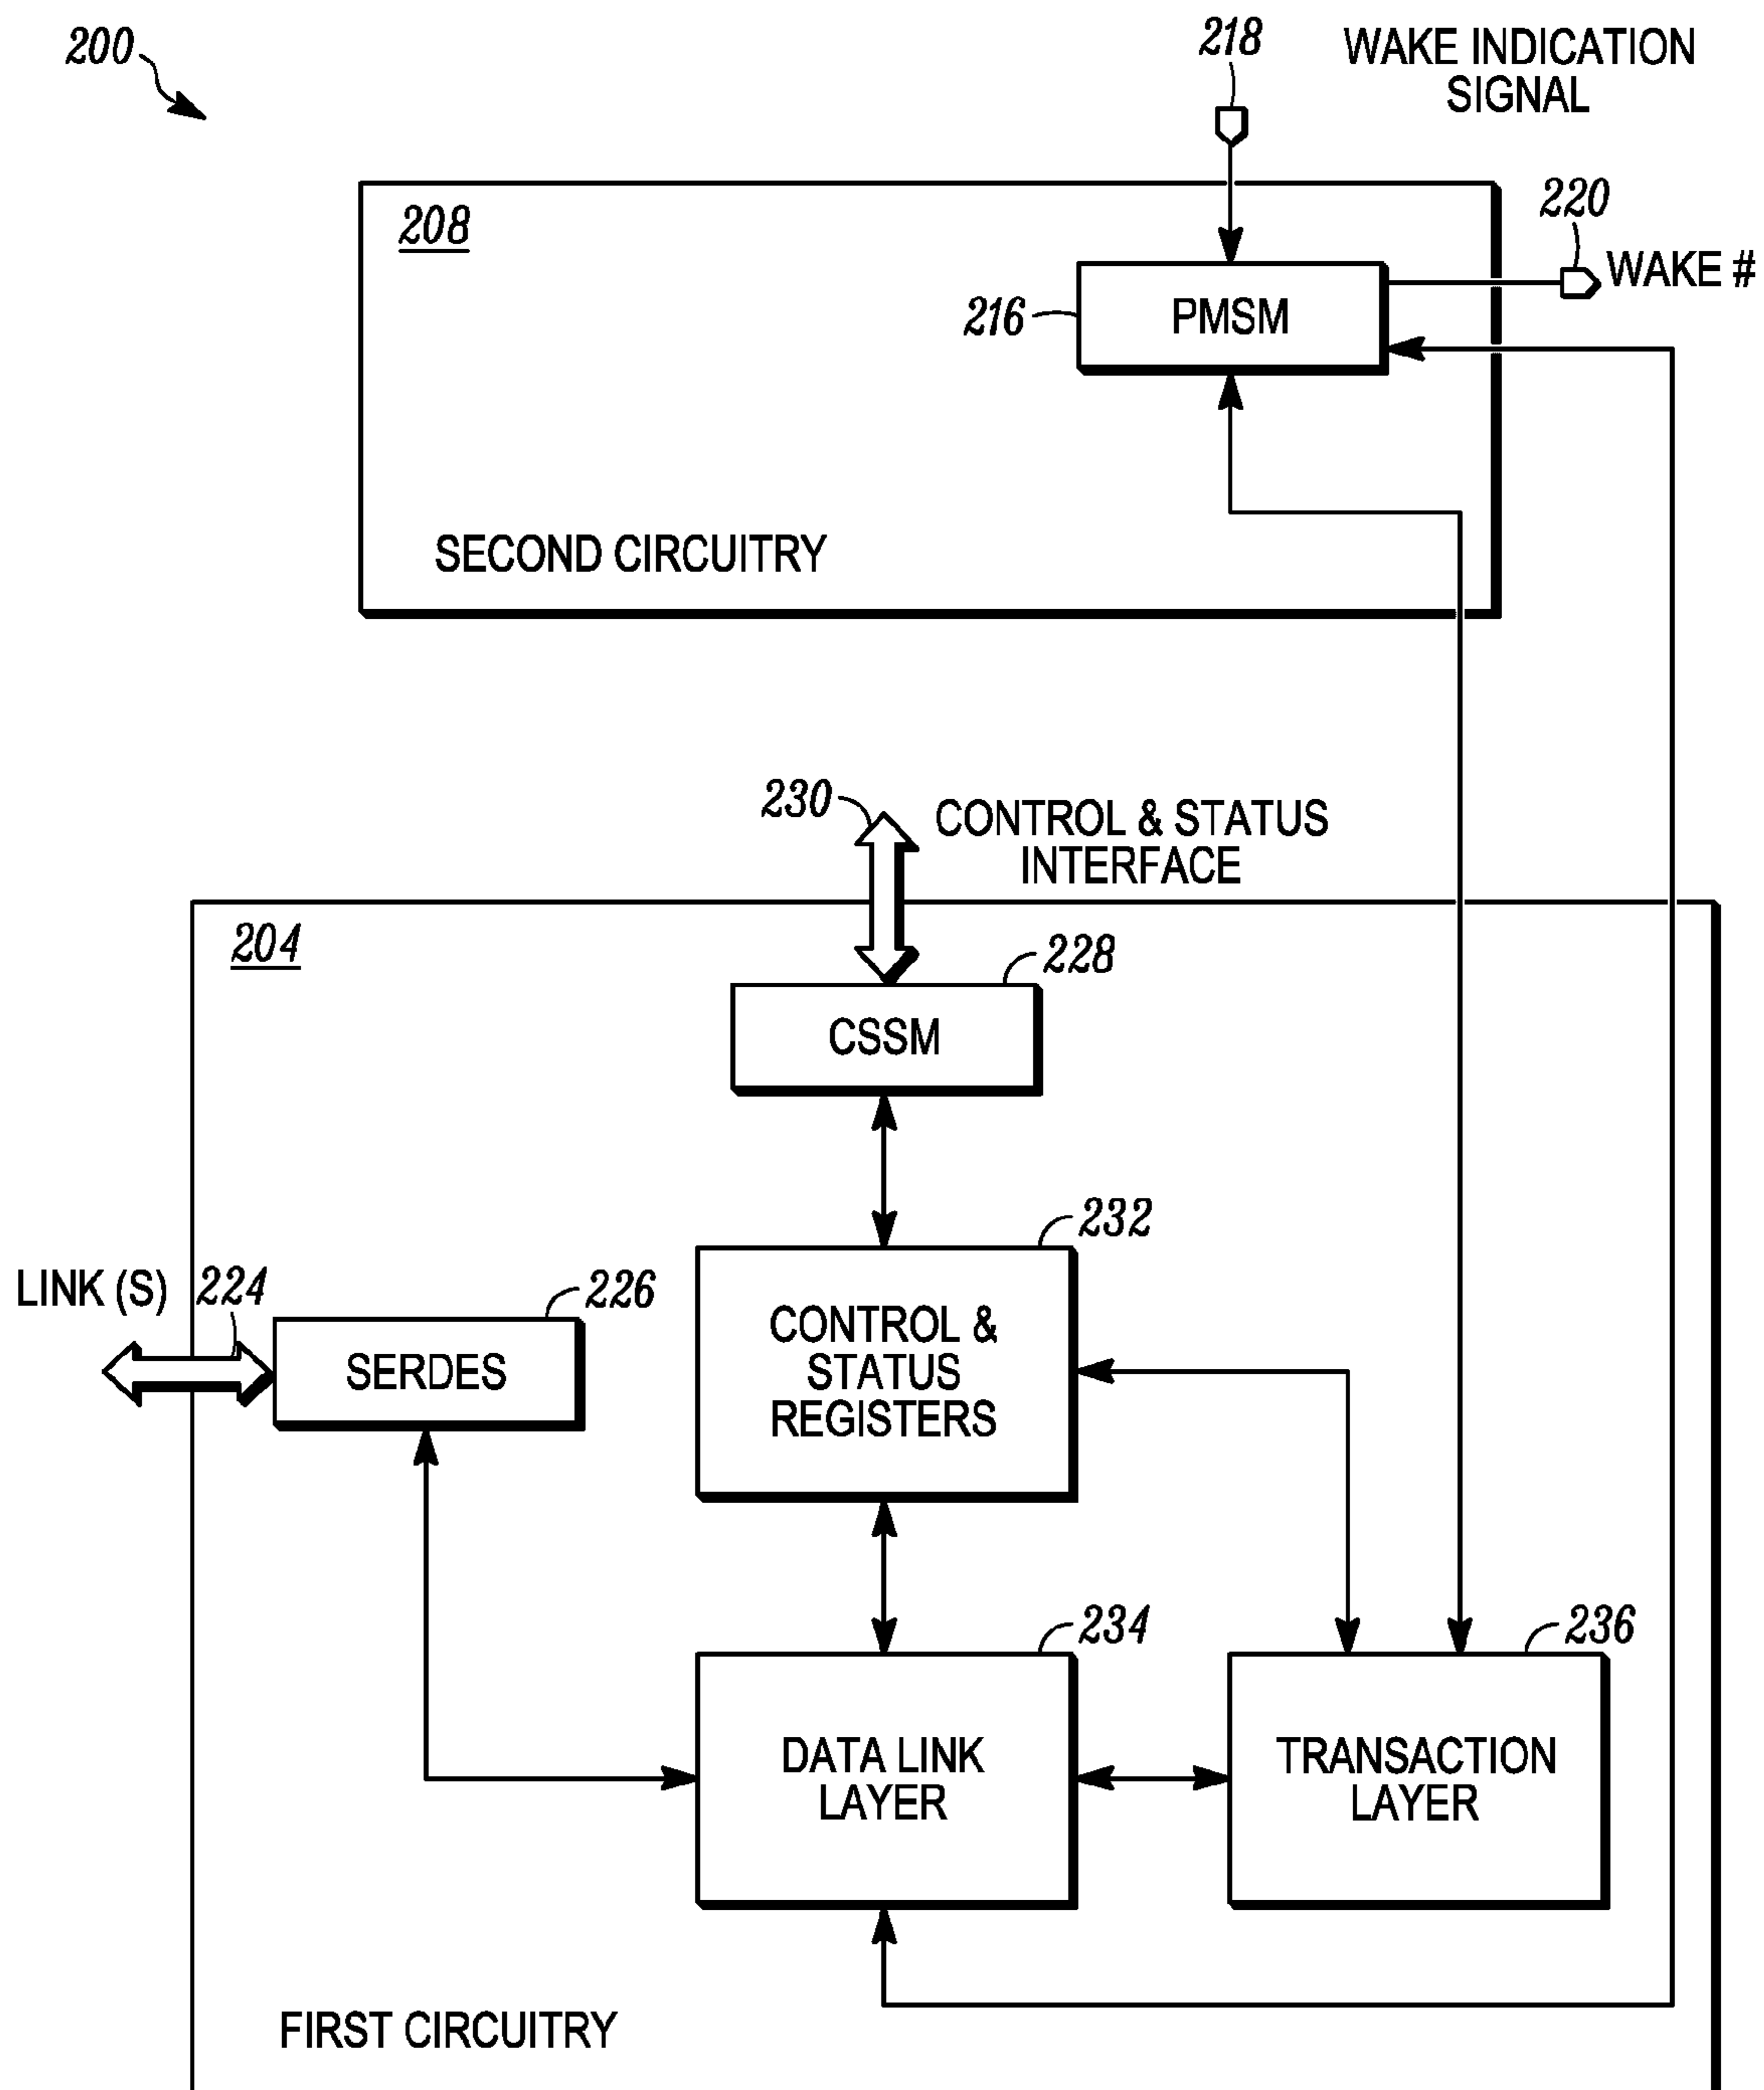 200
218
WAKE INDICATION
SIGNAL
208
220
WAKE #
216
PMSM
SECOND CIRCUITRY
230
CONTROL & STATUS
INTERFACE
204
228
CSSM
232
LINK (S)
224
226
SERDES
CONTROL &
STATUS
REGISTERS
234
236
DATA LINK
LAYER
TRANSACTION
LAYER
FIRST CIRCUITRY